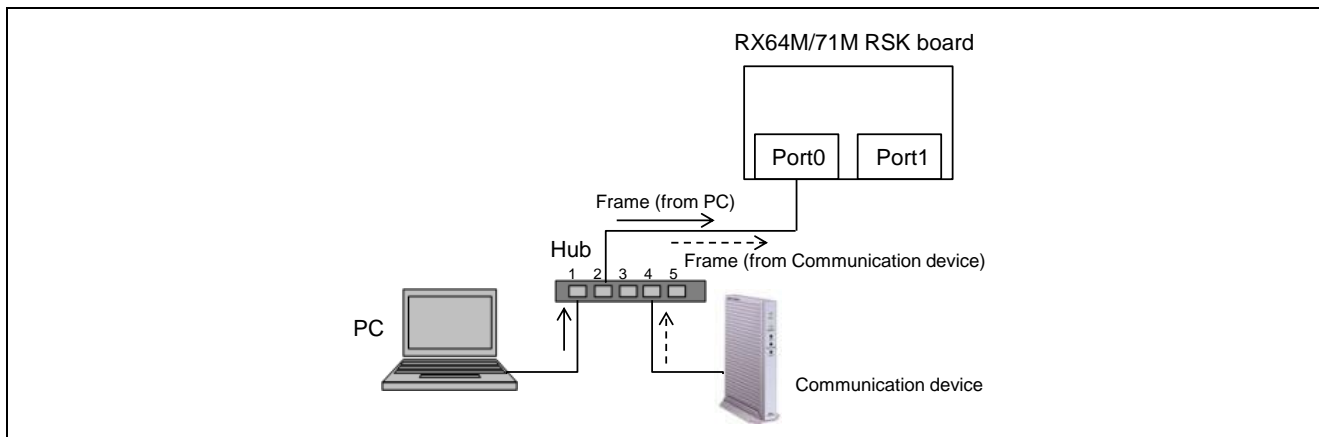 RX64M/71M RSK board
Port0 Port1
Frame (from PC)
Hub
Frame (from Communication device)
1 2 3 4 5
PC
Communication device